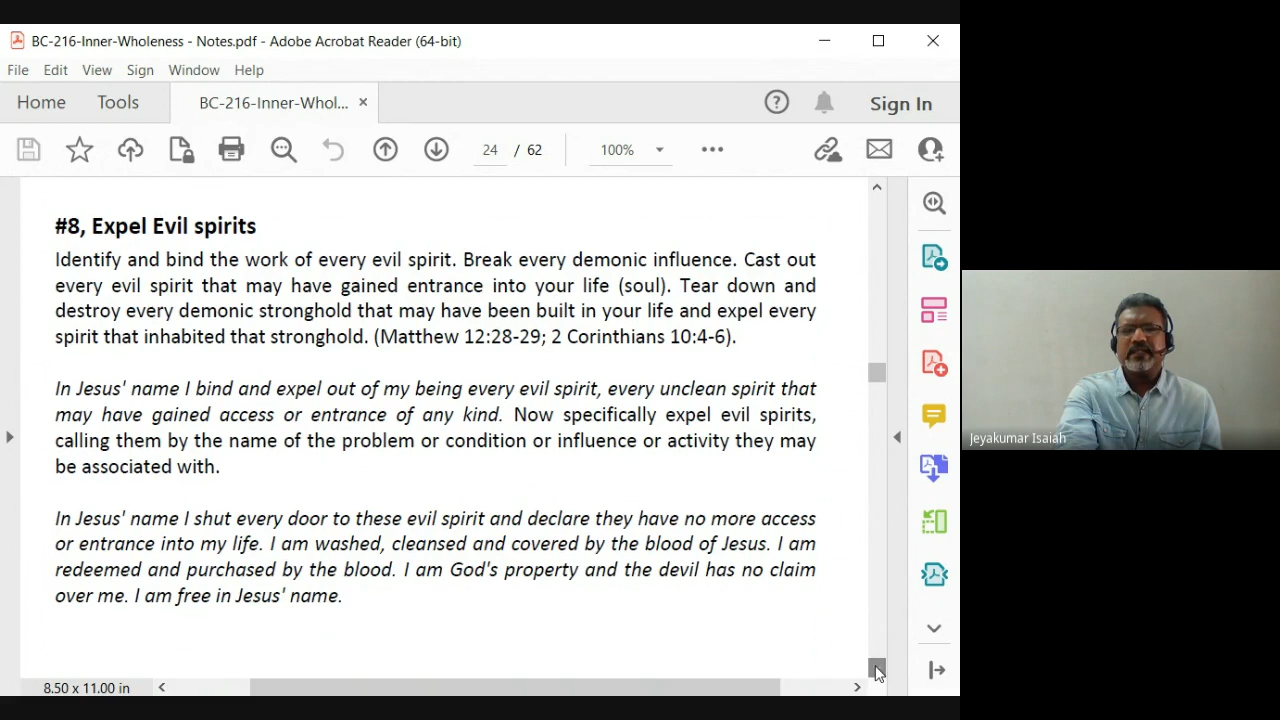 BC-216-Inner-Wholeness - Notes.pdf - Adobe Acrobat Reader (64-bit)
File Edit View Sign Window Help
Home Tools BC-216-Inner-Whol... × Sign In
24 / 62 100%
#8, Expel Evil spirits
Identify and bind the work of every evil spirit. Break every demonic influence. Cast out
every evil spirit that may have gained entrance into your life (soul). Tear down and
destroy every demonic stronghold that may have been built in your life and expel every
spirit that inhabited that stronghold. (Matthew 12:28-29; 2 Corinthians 10:4-6).
In Jesus' name I bind and expel out of my being every evil spirit, every unclean spirit that
may have gained access or entrance of any kind. Now specifically expel evil spirits,
calling them by the name of the problem or condition or influence or activity they may
be associated with.
In Jesus' name I shut every door to these evil spirit and declare they have no more access
or entrance into my life. I am washed, cleansed and covered by the blood of Jesus. I am
redeemed and purchased by the blood. I am God's property and the devil has no claim
over me. I am free in Jesus' name.
8.50 x 11.00 in
Jeyakumar Isaiah